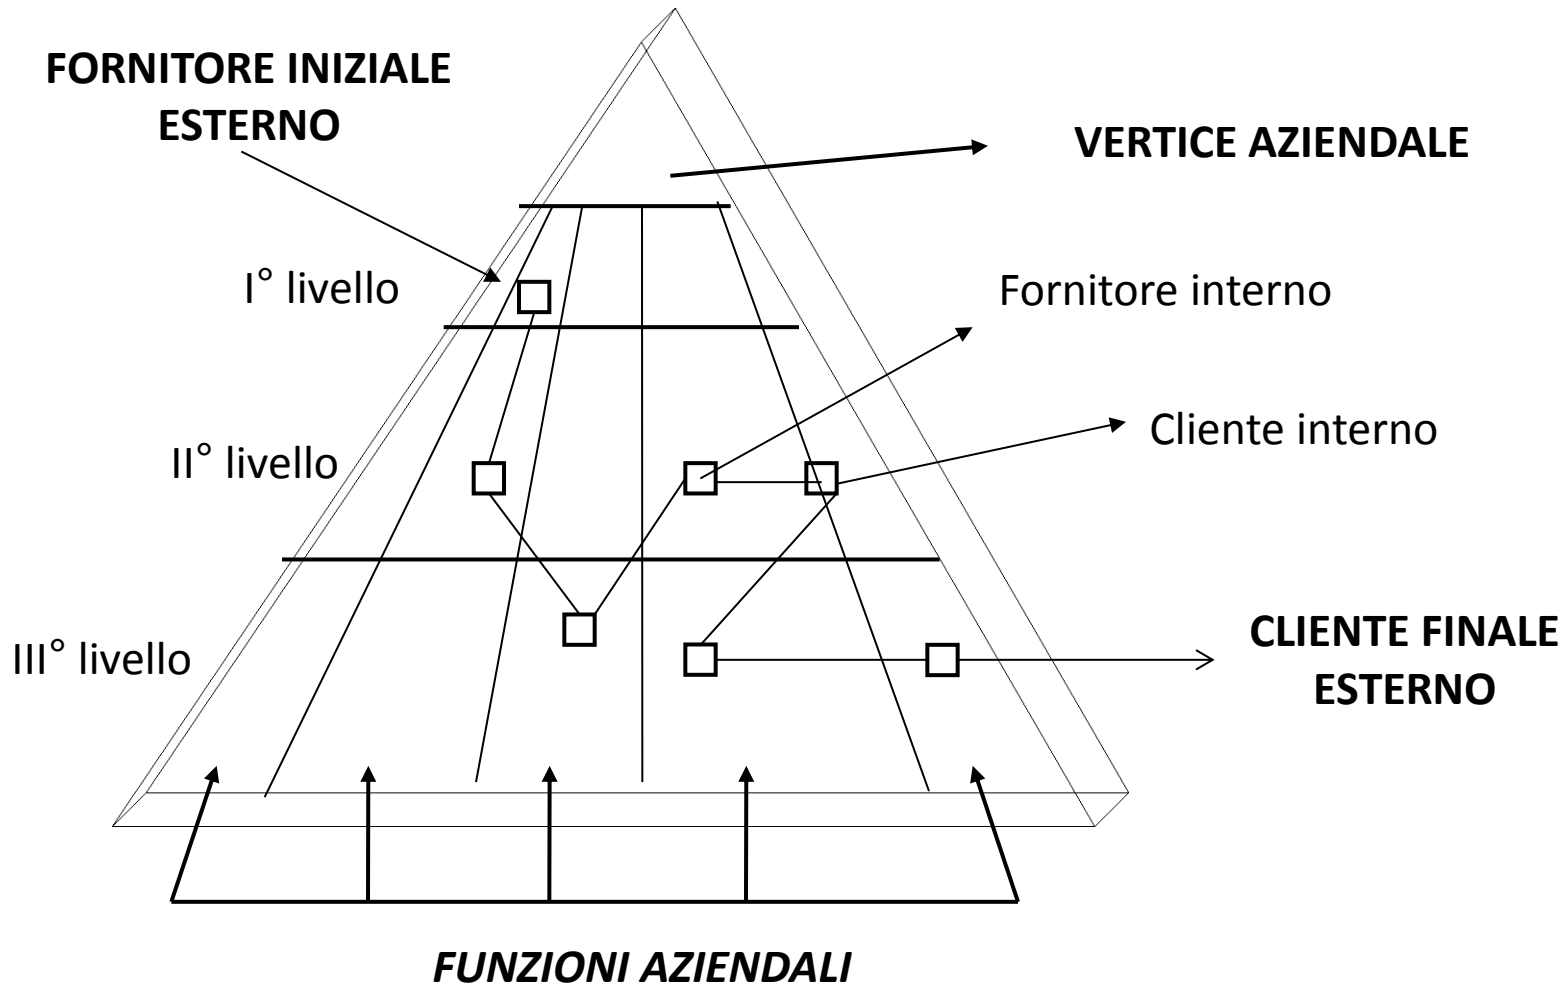 FORNITORE INIZIALE
ESTERNO
VERTICE AZIENDALE
I° livello
Fornitore interno
Cliente interno
II° livello
CLIENTE FINALE
ESTERNO
III° livello
FUNZIONI AZIENDALI